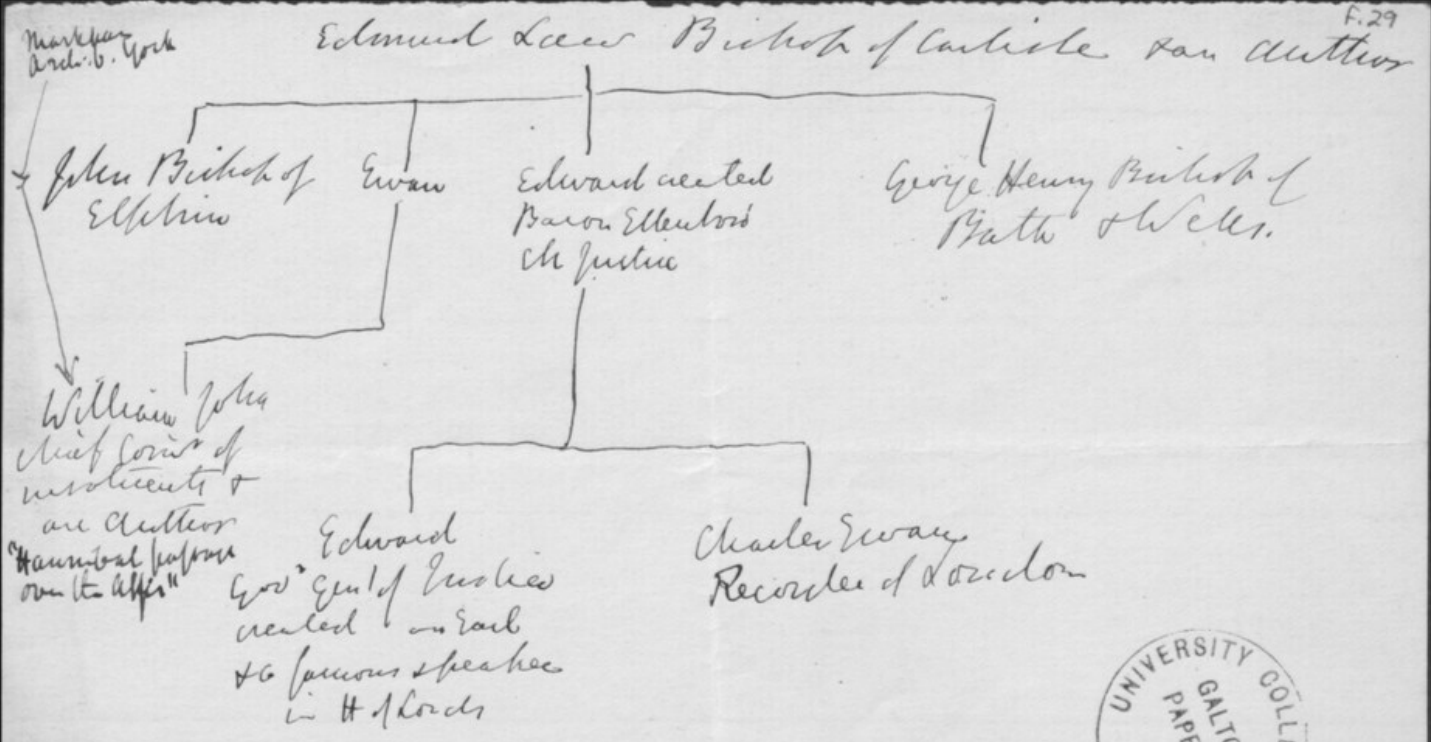 F.29
Markham
Arch. b. York
Edmund Law Bishop of Carlisle & an Author
John Bishop of
Elphin
Ewan
Edward created
Baron Ellenboro'
Ch Justice
George Henry Bishop of
Bath & Wells.
William John
chief Comr of
insolvents &
an Author
"Hannibal passage
over the Alps"
Edward
Govr Genl of India
created an Earl
& a famous speaker
in H of Lords
Charles Ewan
Recorder of London
UNIVERSITY COLL
GALTO
PAPE